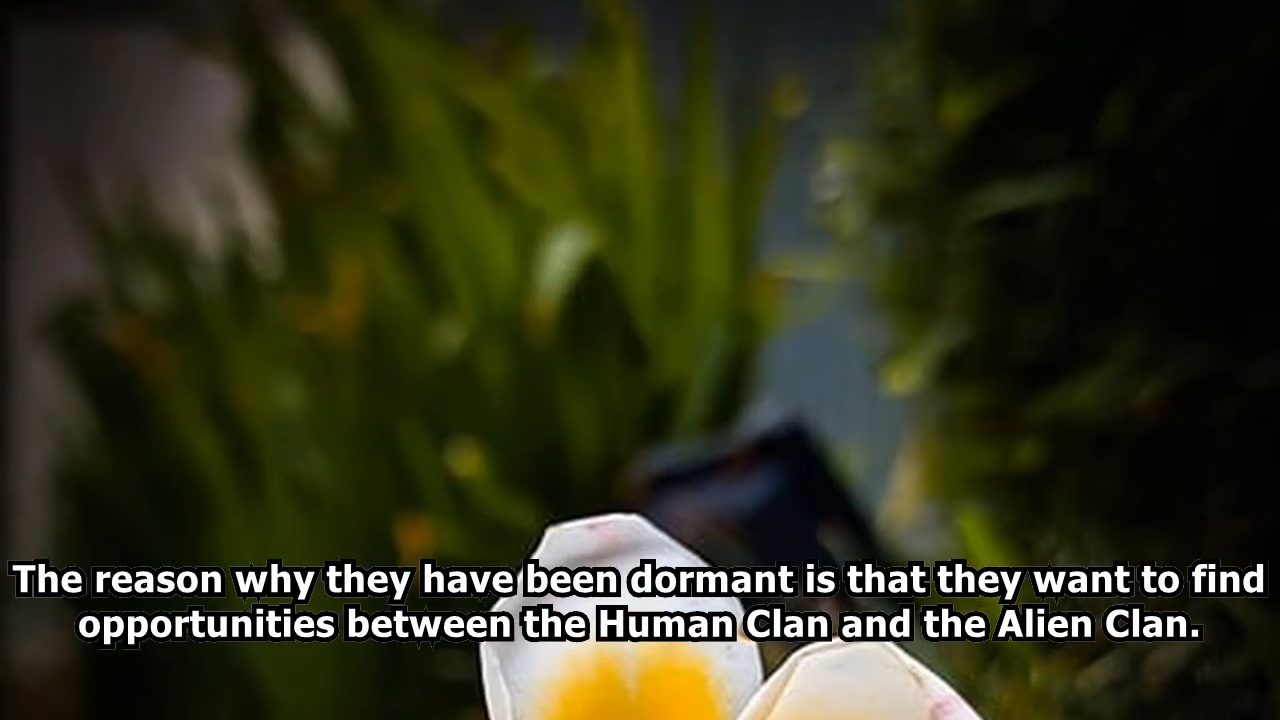 The reason why they have been dormant is that they want to find
opportunities between the Human Clan and the Alien Clan.